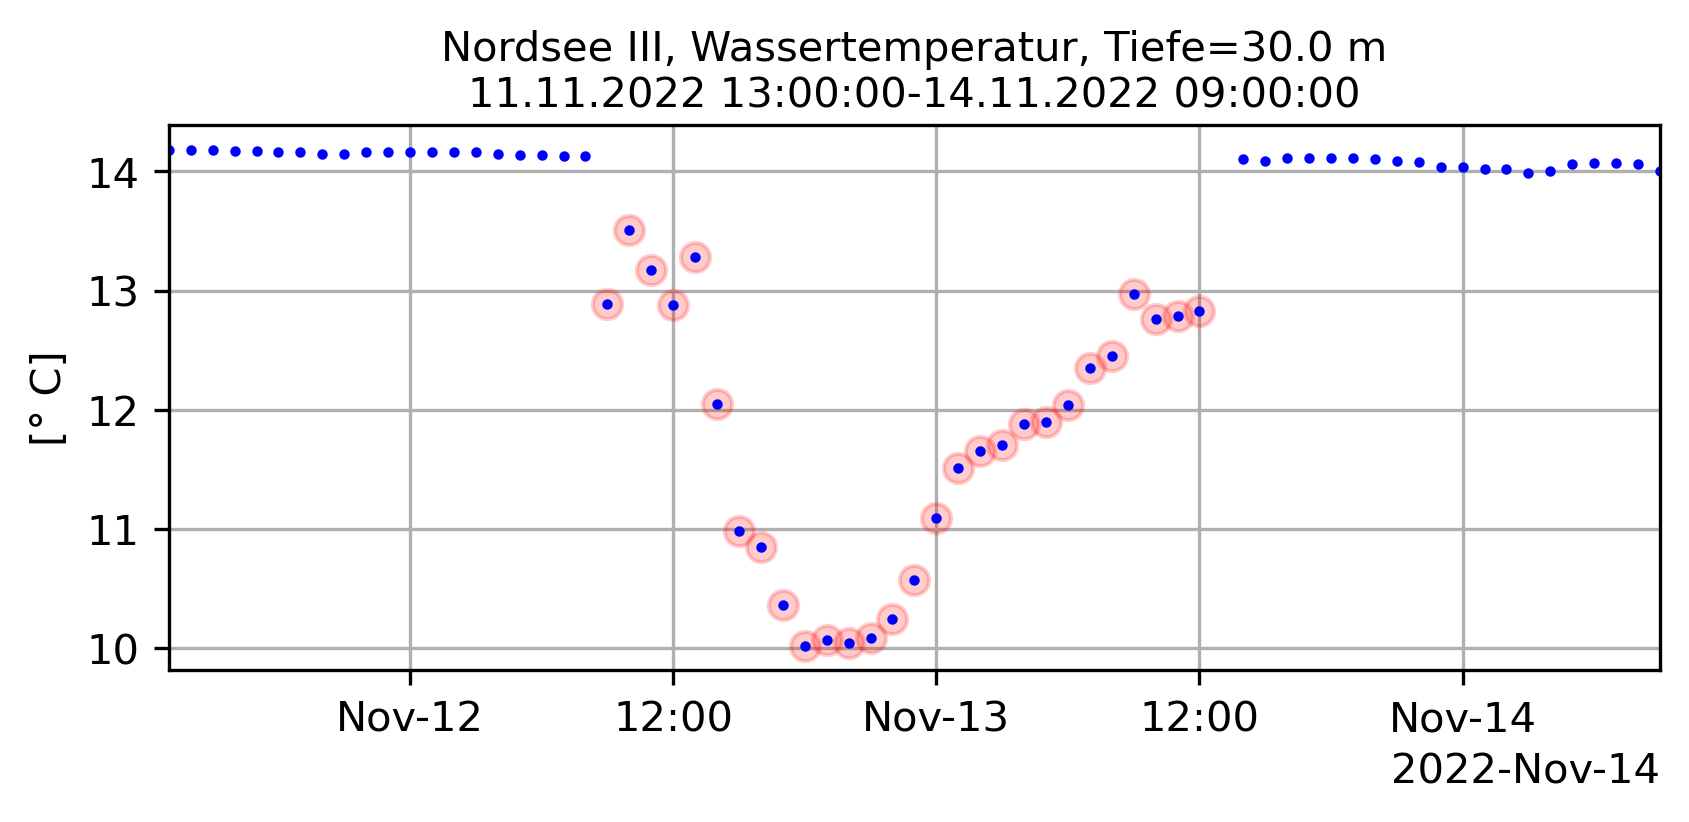 Nordsee III, Wassertemperatur, Tiefe=30.0 m
11.11.2022 13:00:00-14.11.2022 09:00:00
14
13
12
11
10
[° C]
Nov-12 12:00 Nov-13 12:00 Nov-14
2022-Nov-14